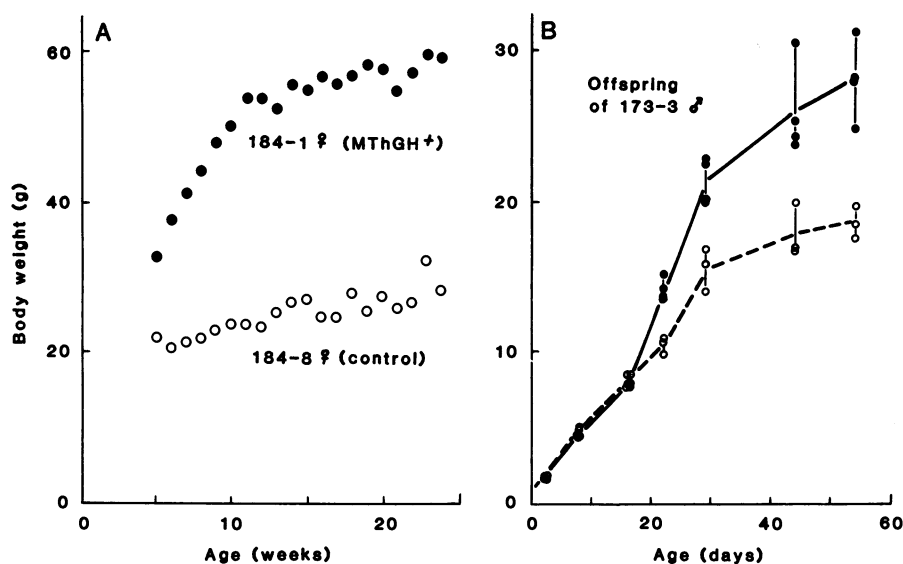 A
60
40
20
0
Body weight (g)
184-1 ♀ (MThGH⁺)
184-8 ♀ (control)
0
10
20
Age (weeks)
B
30
20
10
0
Offspring
of 173-3 ♂
0
20
40
60
Age (days)